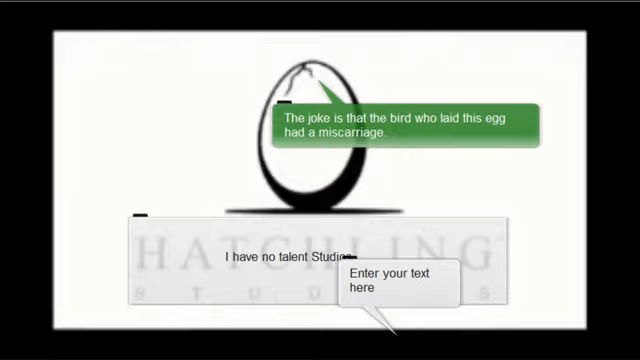 The joke is that the bird who laid this egg
had a miscarriage.
HATCHLING
I have no talent Studios
Enter your text
here
S T U D S